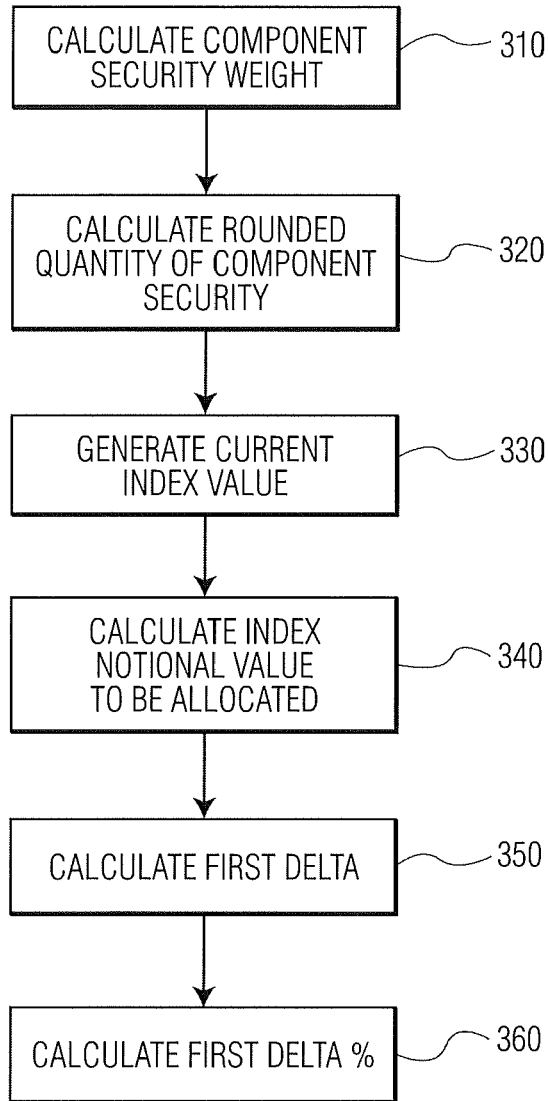 CALCULATE COMPONENT
SECURITY WEIGHT
310
CALCULATE ROUNDED
QUANTITY OF COMPONENT
SECURITY
320
GENERATE CURRENT
INDEX VALUE
330
CALCULATE INDEX
NOTIONAL VALUE
TO BE ALLOCATED
340
CALCULATE FIRST DELTA
350
CALCULATE FIRST DELTA %
360